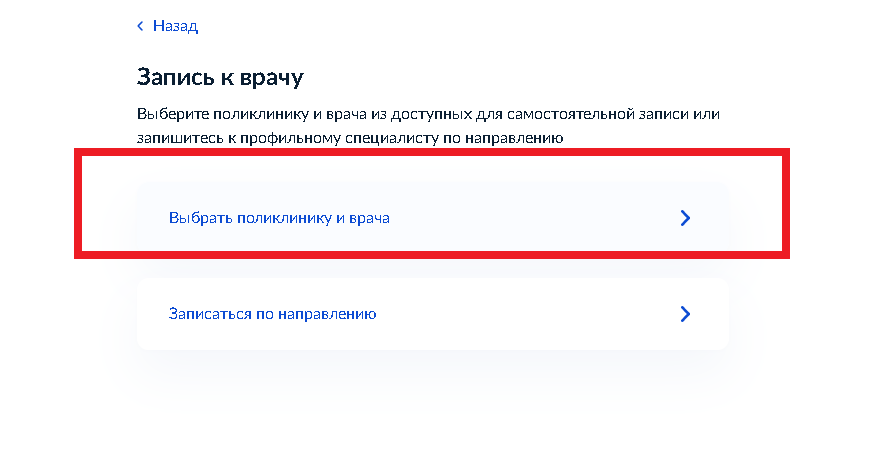 Назад
Запись к врачу
Выберите поликлинику и врача из доступных для самостоятельной записи или
запишитесь к профильному специалисту по направлению
Выбрать поликлинику и врача
Записаться по направлению